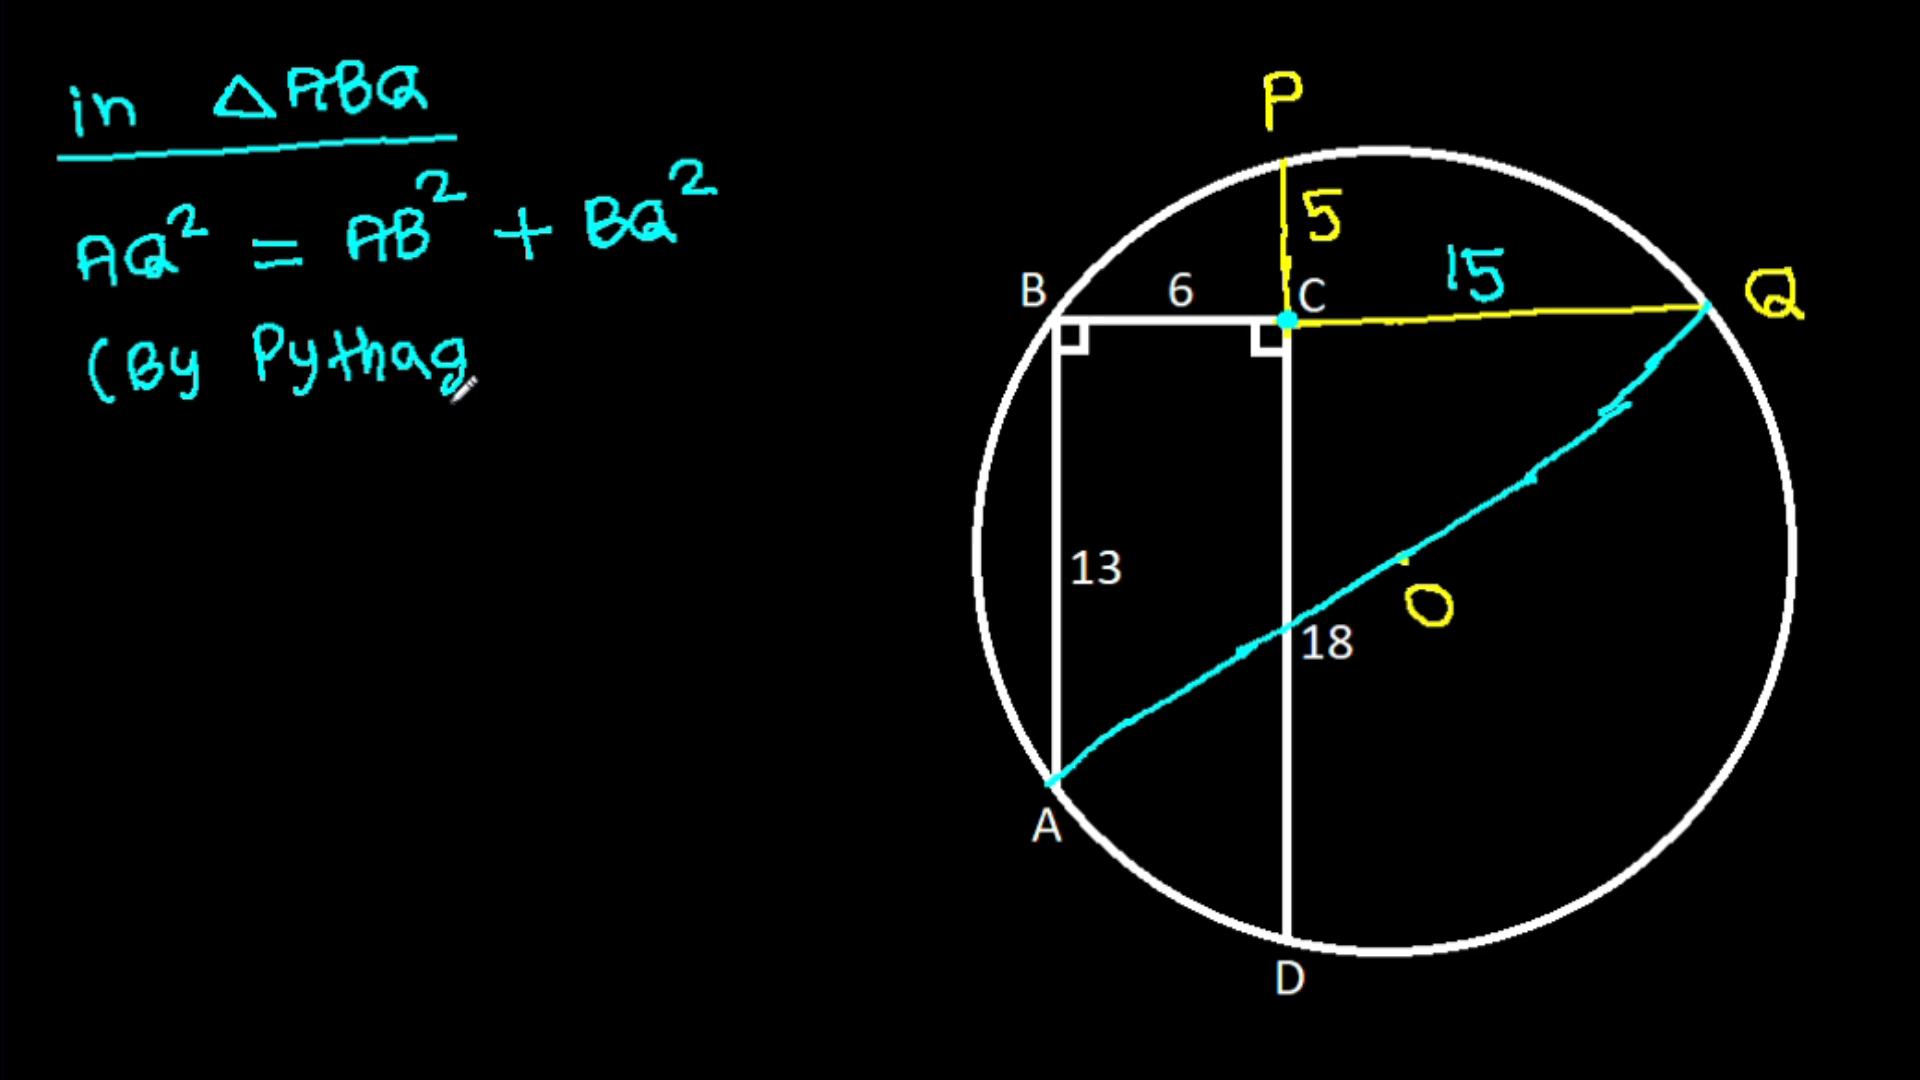 in △ABQ
AQ² = AB² + BQ²
(By Pythag
P
5
15
Q
B
6
C
13
O
18
A
D